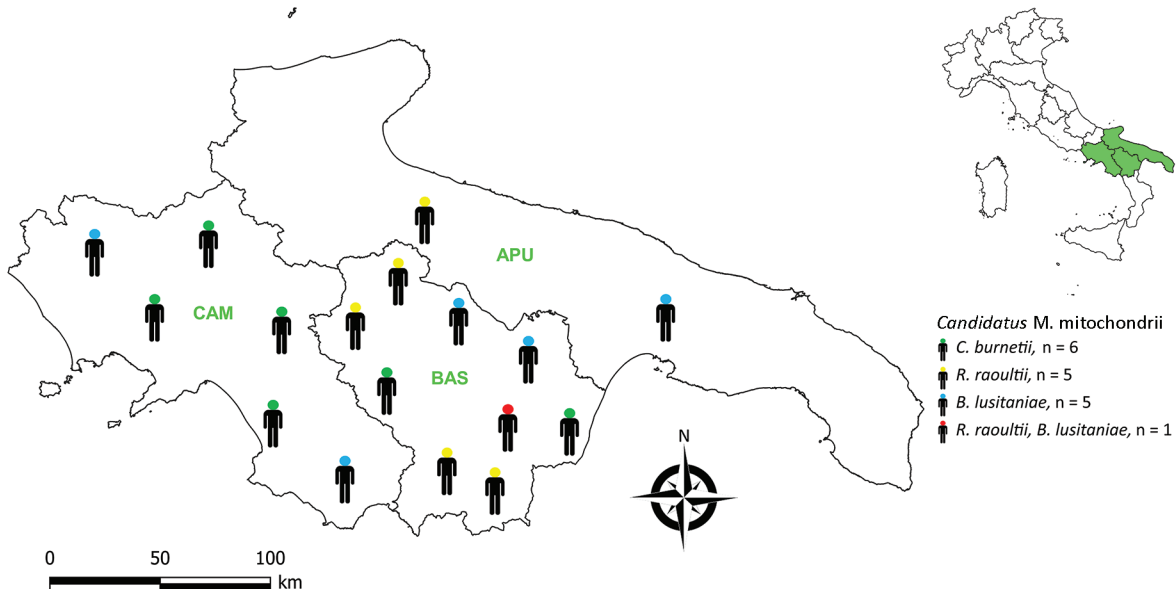 APU
CAM
BAS
N
0 50 100
km
Candidatus M. mitochondrii
C. burnetii, n = 6
R. raoultii, n = 5
B. lusitaniae, n = 5
R. raoultii, B. lusitaniae, n = 1